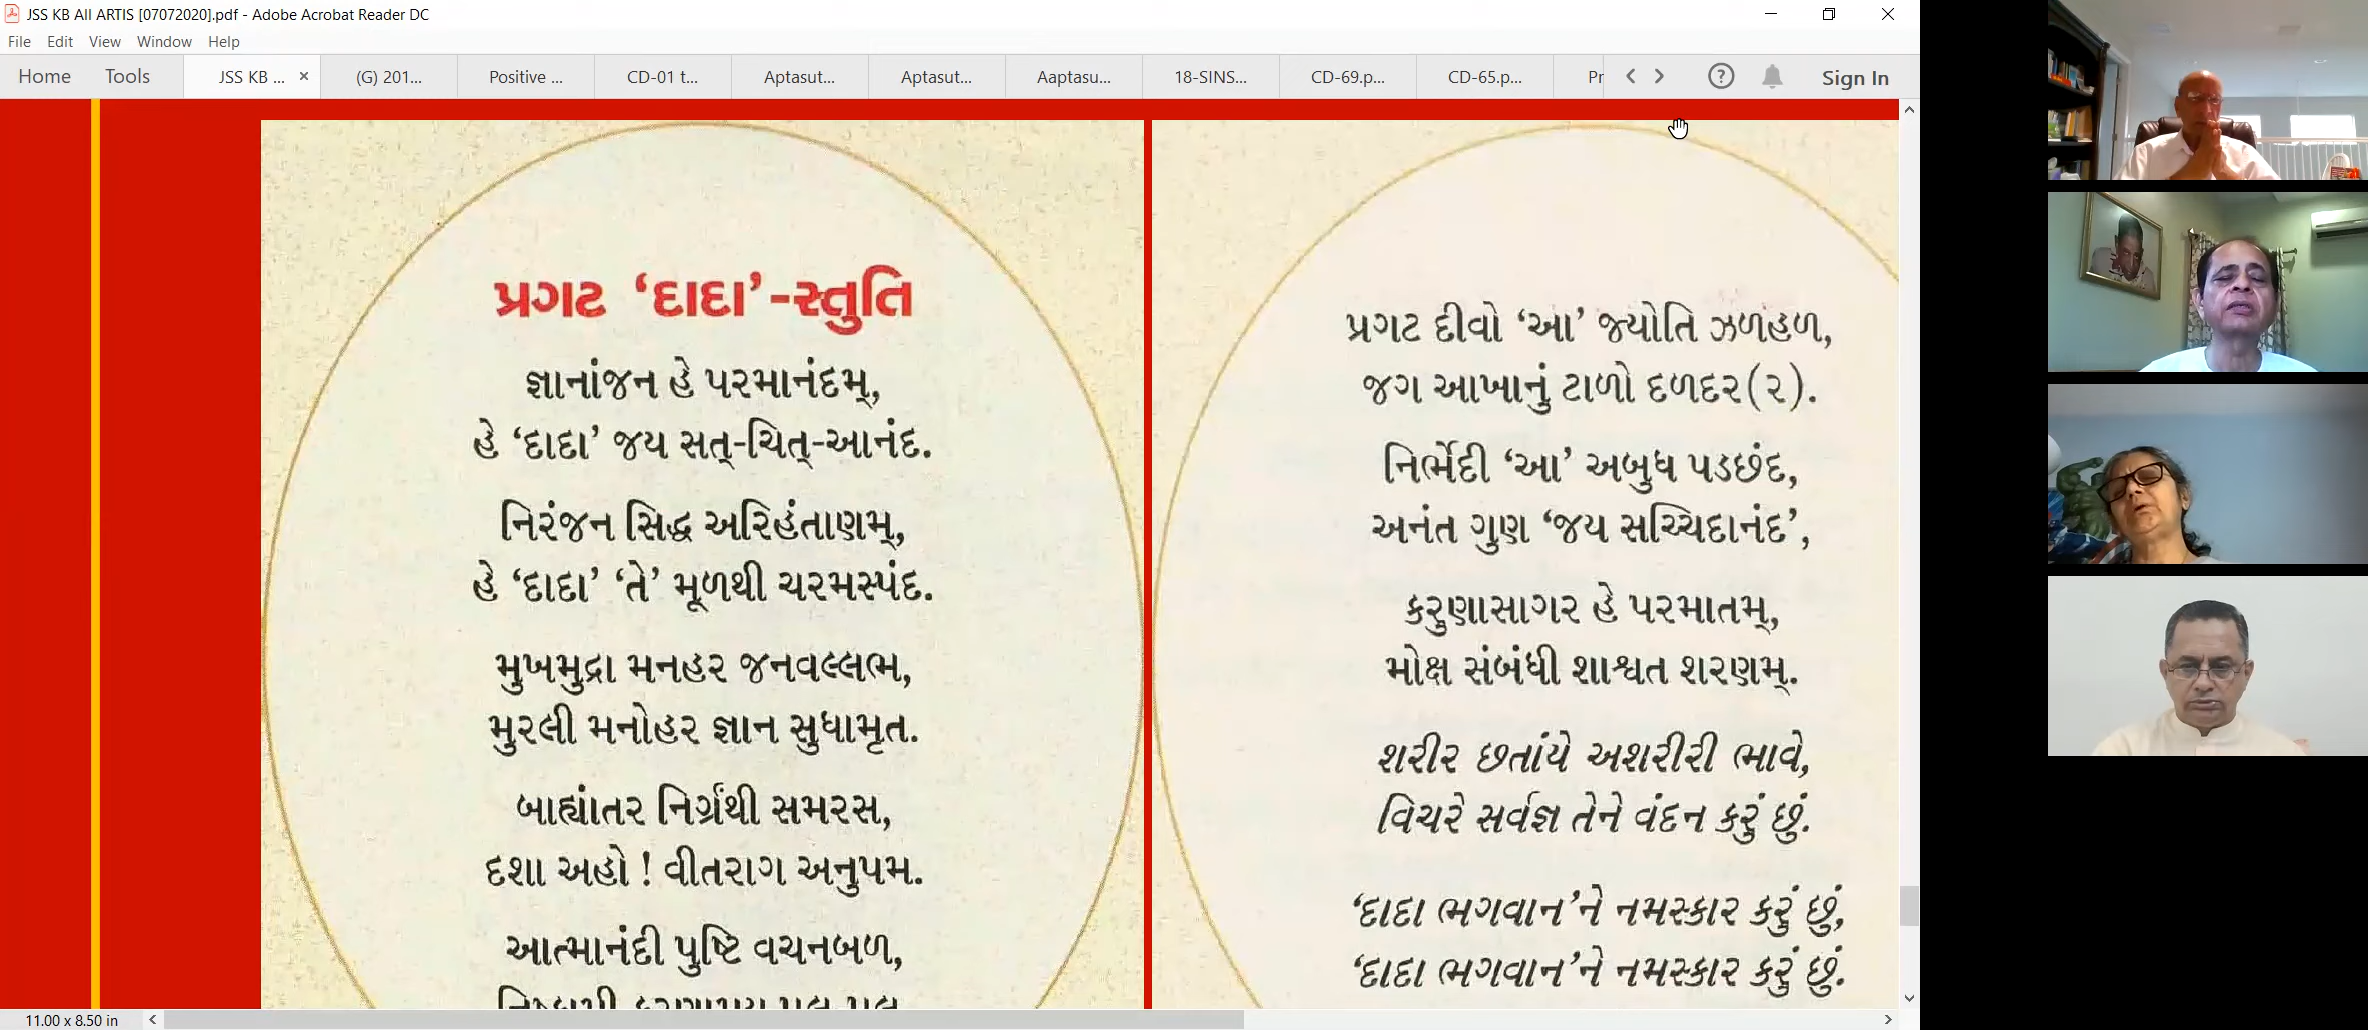 JSS KB All ARTIS [07072020].pdf - Adobe Acrobat Reader DC
File Edit View Window Help
Home Tools JSS KB ... × (G) 201... Positive ... CD-01 t... Aptasut... Aptasut... Aaptasu... 18-SINS... CD-69.p... CD-65.p... Pr Sign In
પ્રગટ ‘દાદા’-સ્તુતિ
જ્ઞાનાંજન હે પરમાનંદમ્,
હે ‘દાદા’ જય સત્-ચિત્-આનંદ.
નિરંજન સિદ્ધ અરિહંતાણમ્,
હે ‘દાદા’ ‘તે’ મૂળથી ચરમસ્પંદ.
મુખમુદ્રા મનહર જનવલ્લભ,
મુરલી મનોહર જ્ઞાન સુધામૃત.
બાહ્યાંતર નિર્ગ્રંથી સમરસ,
દશા અહો ! વીતરાગ અનુપમ.
આત્માનંદી પુષ્ટિ વચનબળ,
પ્રગટ દીવો ‘આ’ જ્યોતિ ઝળહળ,
જગ આખાનું ટાળો દળદર(૨).
નિર્ભેદી ‘આ’ અબુધ પડછંદ,
અનંત ગુણ ‘જય સચ્ચિદાનંદ’,
કરુણાસાગર હે પરમાતમ્,
મોક્ષ સંબંધી શાશ્વત શરણમ્.
શરીર છતાંયે અશરીરી ભાવે,
વિચરે સર્વજ્ઞ તેને વંદન કરું છું.
‘દાદા ભગવાન’ને નમસ્કાર કરું છું,
‘દાદા ભગવાન’ને નમસ્કાર કરું છું.
11.00 x 8.50 in